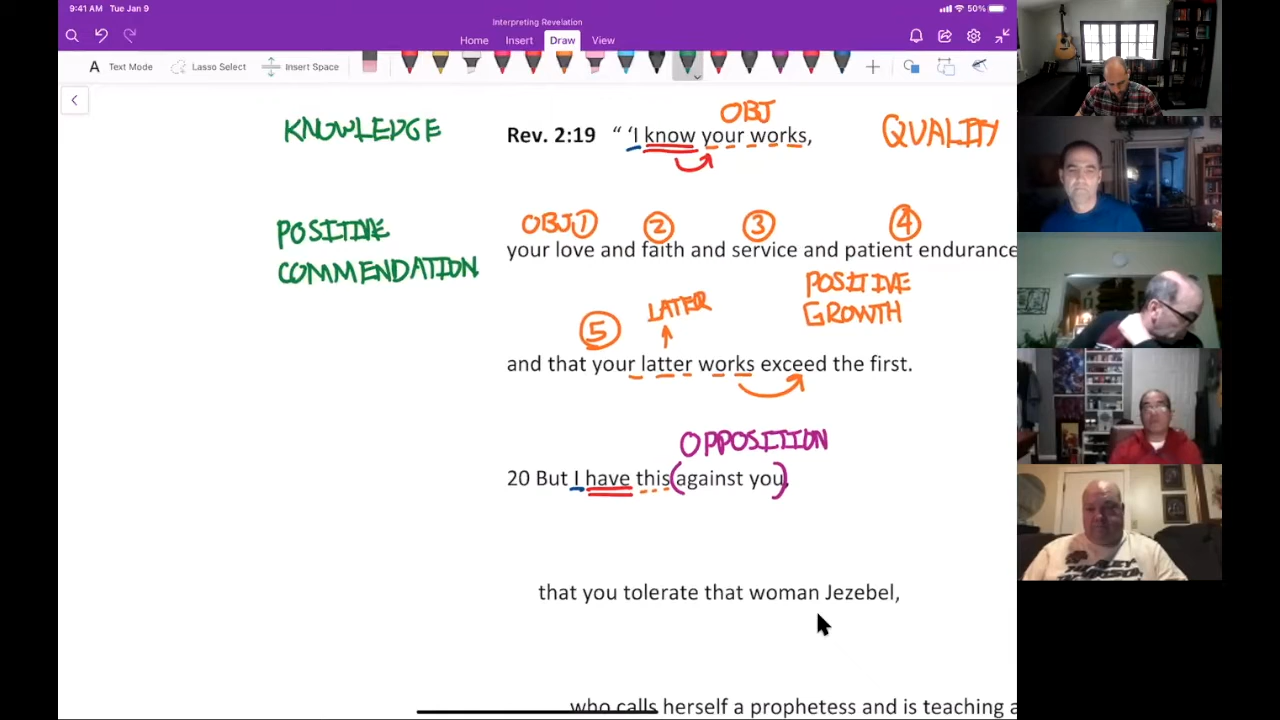 9:41 AM Tue Jan 9
50%
Interpreting Revelation
Home Insert Draw View
A Text Mode Lasso Select Insert Space
KNOWLEDGE
OBJ
Rev. 2:19 “ ‘I know your works,
QUALITY
POSITIVE
COMMENDATION
OBJ① ② ③ ④
your love and faith and service and patient endurance
POSITIVE
GROWTH
⑤ LATER
and that your latter works exceed the first.
OPPOSITION
20 But I have this (against you),
that you tolerate that woman Jezebel,
who calls herself a prophetess and is teaching a